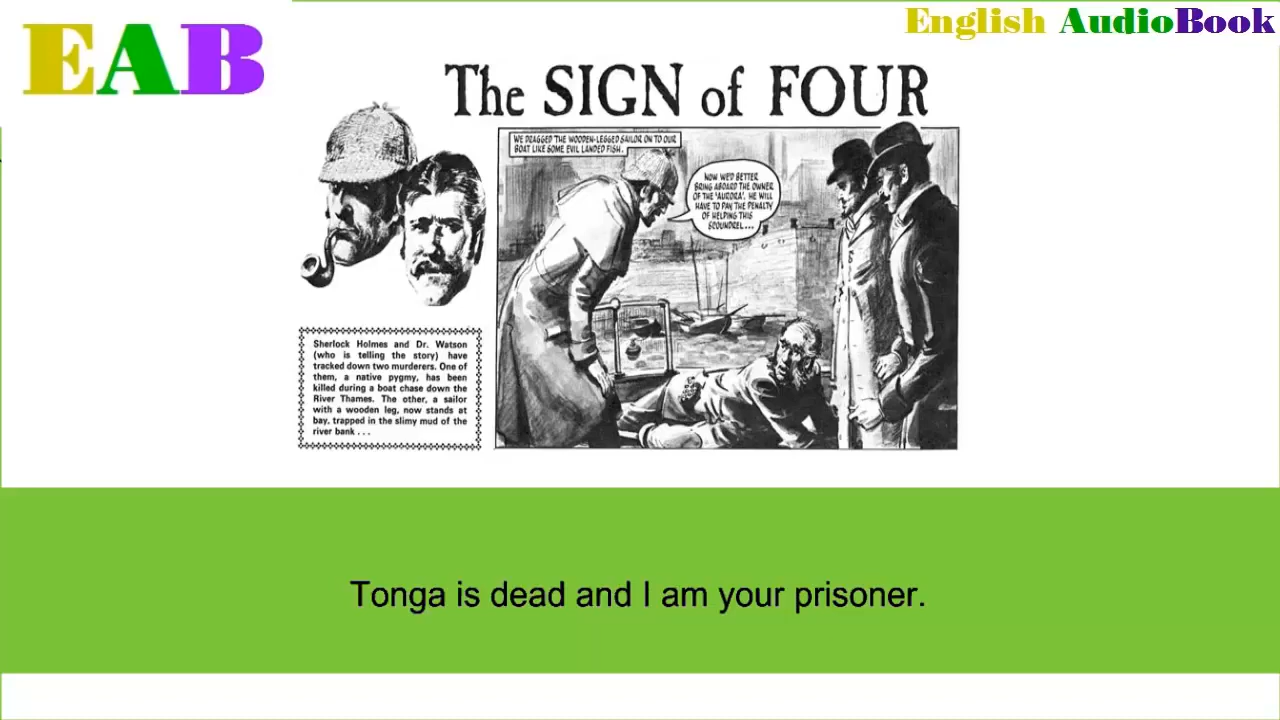 EAB
English AudioBook
The SIGN of FOUR
WE DRAGGED THE WOODEN-LEGGED SAILOR ON TO OUR
BOAT LIKE SOME EVIL LANDED FISH.
NOW WE'D BETTER
BRING ABOARD THE OWNER
OF THE 'AURORA'. HE WILL
HAVE TO PAY THE PENALTY
OF HELPING THIS
SCOUNDREL...
Sherlock Holmes and Dr. Watson
(who is telling the story) have
tracked down two murderers. One of
them, a native pygmy, has been
killed during a boat chase down the
River Thames. The other, a sailor
with a wooden leg, now stands at
bay, trapped in the slimy mud of the
river bank . . .
Tonga is dead and I am your prisoner.